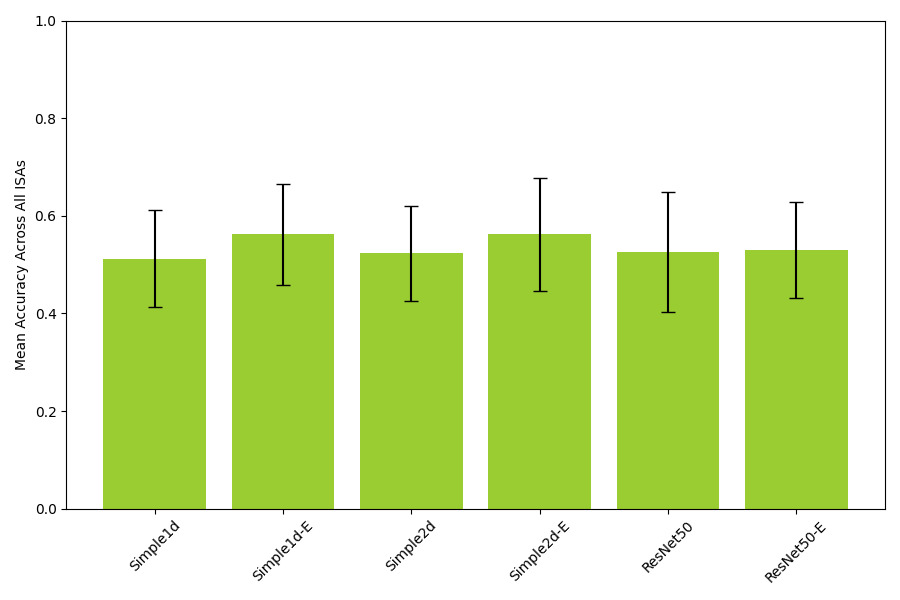 Mean Accuracy Across All ISAs
1.0
0.8
0.6
0.4
0.2
0.0
Simple1d
Simple1d-E
Simple2d
Simple2d-E
ResNet50
ResNet50-E